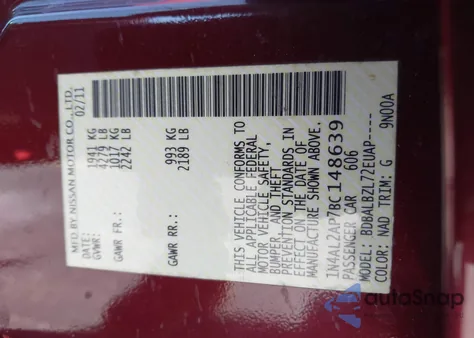 MFD BY NISSAN MOTOR CO., LTD.
DATE: 02/11
GVWR: 1941 KG
4279 LB
GAWR FR.: 1017 KG
2242 LB
GAWR RR.: 993 KG
2189 LB
THIS VEHICLE CONFORMS TO
ALL APPLICABLE FEDERAL
MOTOR VEHICLE SAFETY,
BUMPER, AND THEFT
PREVENTION STANDARDS IN
EFFECT ON THE DATE OF
MANUFACTURE SHOWN ABOVE.
1N4AL2AP7BC148639
PASSENGER CAR 606
MODEL: BDBALBZL72EUAP----
COLOR: NAD TRIM: G 9N00A
autoSnap